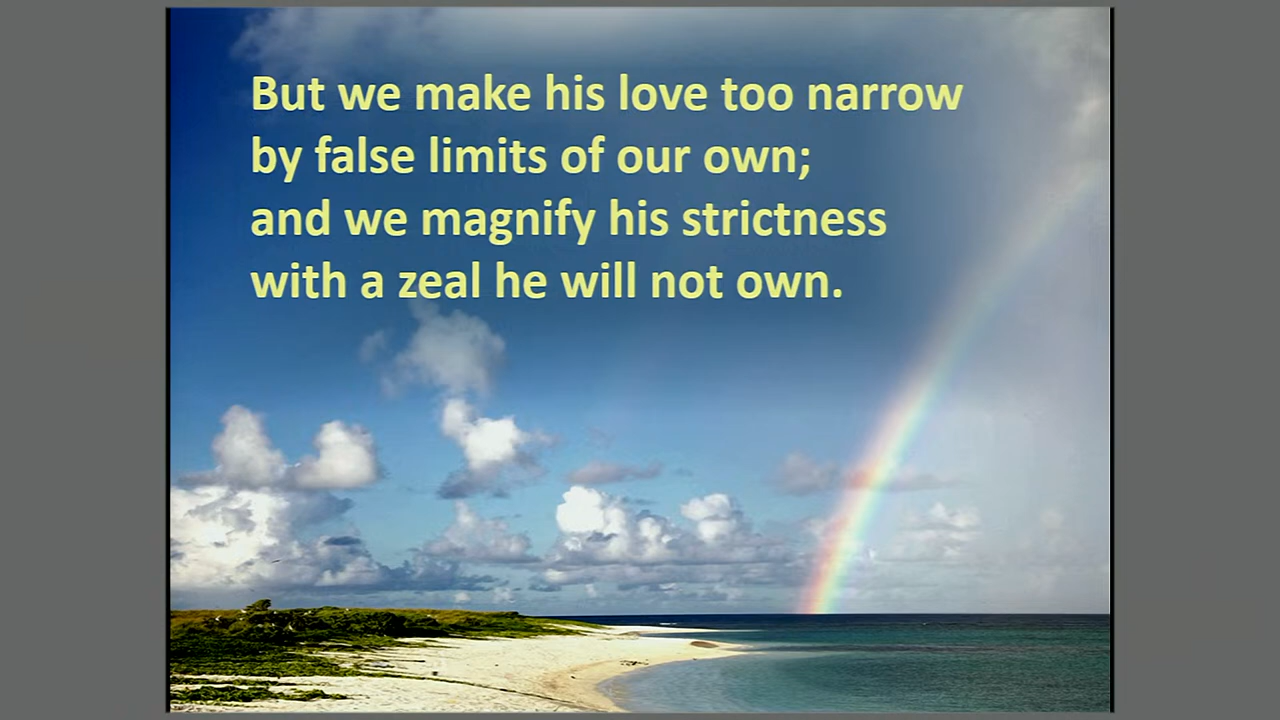 But we make his love too narrow
by false limits of our own;
and we magnify his strictness
with a zeal he will not own.